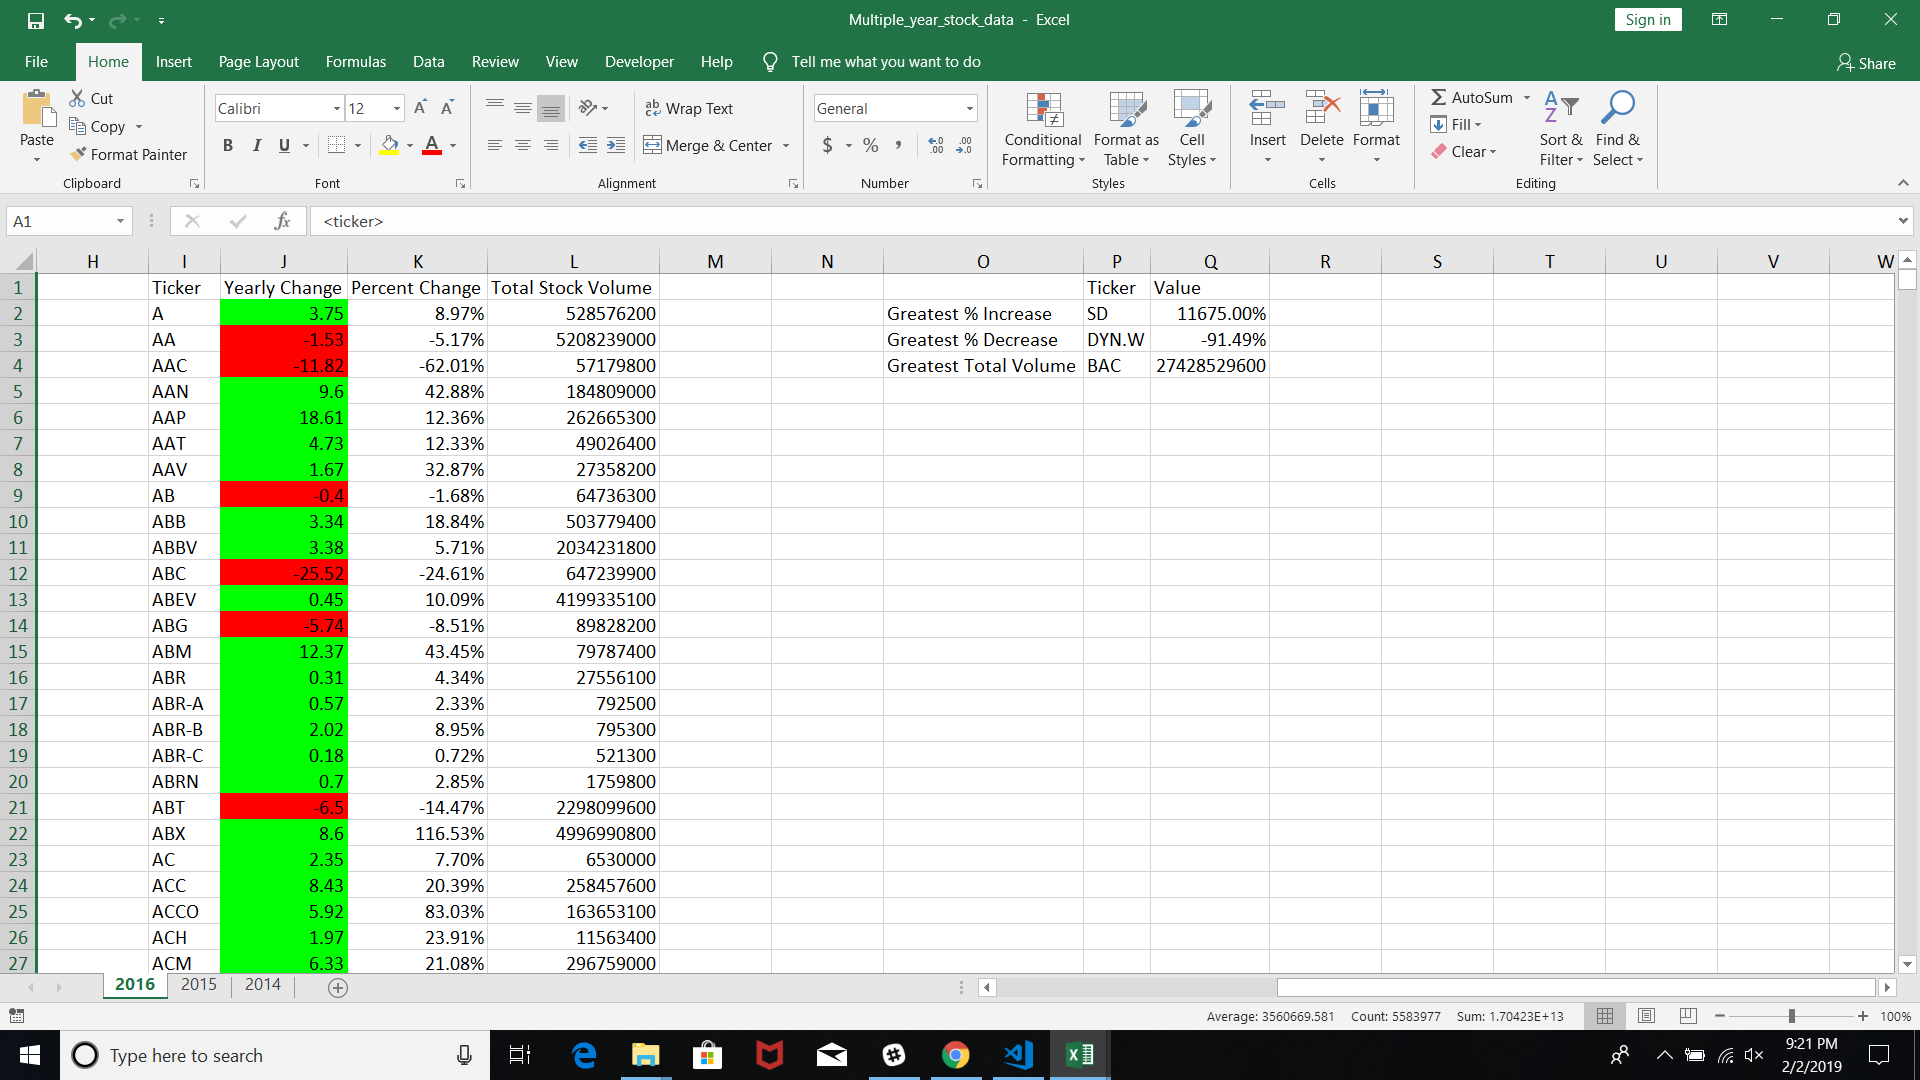 Multiple_year_stock_data - Excel
Sign in
File Home Insert Page Layout Formulas Data Review View Developer Help Tell me what you want to do
Share
Paste
Cut
Copy
Format Painter
Clipboard
Calibri 12
B I U
Font
Wrap Text
Merge & Center
Alignment
General
$ % ,
Number
Conditional Formatting
Format as Table
Cell Styles
Styles
Insert Delete Format
Cells
AutoSum
Fill
Clear
Sort & Filter
Find & Select
Editing
A1 fx <ticker>
H I J K L M N O P Q R S T U V W
1 Ticker Yearly Change Percent Change Total Stock Volume Ticker Value
2 A 3.75 8.97% 528576200 Greatest % Increase SD 11675.00%
3 AA -1.53 -5.17% 5208239000 Greatest % Decrease DYN.W -91.49%
4 AAC -11.82 -62.01% 57179800 Greatest Total Volume BAC 27428529600
5 AAN 9.6 42.88% 184809000
6 AAP 18.61 12.36% 262665300
7 AAT 4.73 12.33% 49026400
8 AAV 1.67 32.87% 27358200
9 AB -0.4 -1.68% 64736300
10 ABB 3.34 18.84% 503779400
11 ABBV 3.38 5.71% 2034231800
12 ABC -25.52 -24.61% 647239900
13 ABEV 0.45 10.09% 4199335100
14 ABG -5.74 -8.51% 89828200
15 ABM 12.37 43.45% 79787400
16 ABR 0.31 4.34% 27556100
17 ABR-A 0.57 2.33% 792500
18 ABR-B 2.02 8.95% 795300
19 ABR-C 0.18 0.72% 521300
20 ABRN 0.7 2.85% 1759800
21 ABT -6.5 -14.47% 2298099600
22 ABX 8.6 116.53% 4996990800
23 AC 2.35 7.70% 6530000
24 ACC 8.43 20.39% 258457600
25 ACCO 5.92 83.03% 163653100
26 ACH 1.97 23.91% 11563400
27 ACM 6.33 21.08% 296759000
2016 2015 2014
Average: 3560669.581 Count: 5583977 Sum: 1.70423E+13 100%
Type here to search
9:21 PM
2/2/2019